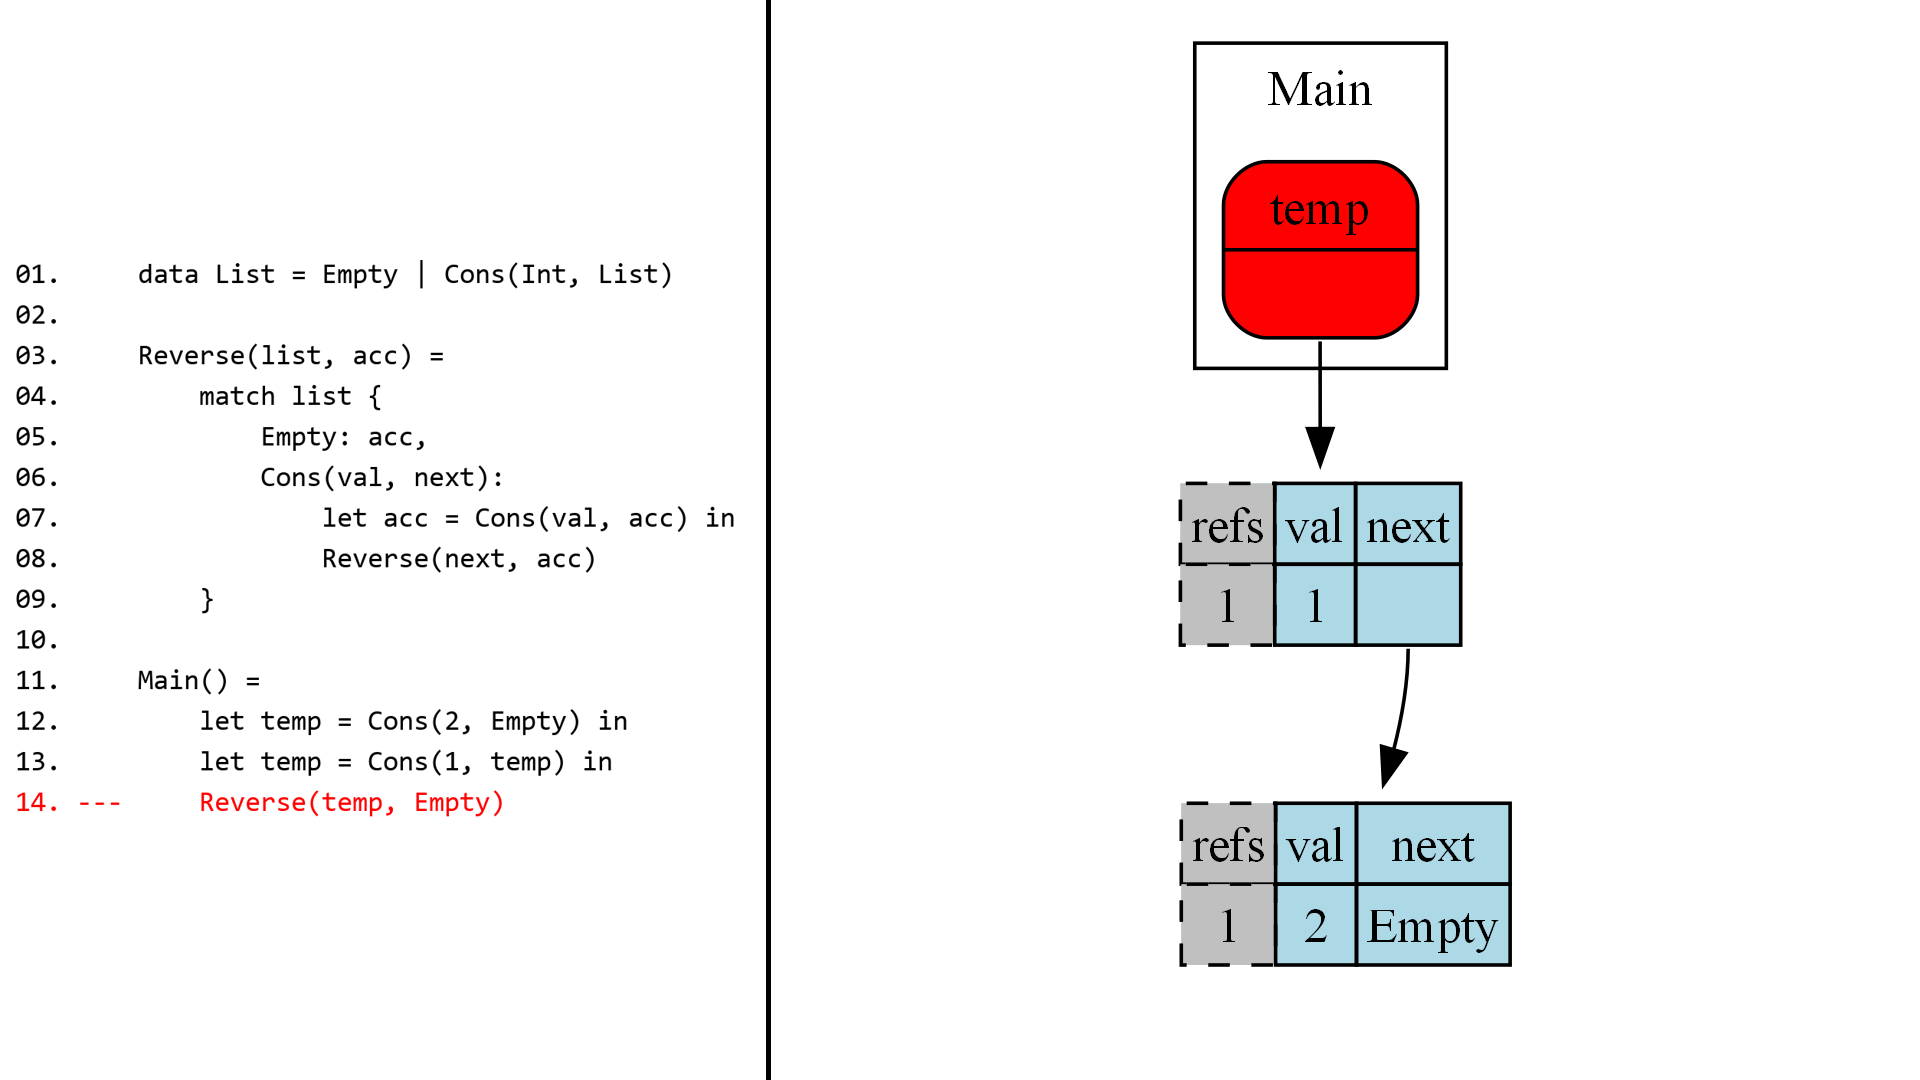 01.     data List = Empty | Cons(Int, List)
02.
03.     Reverse(list, acc) =
04.         match list {
05.             Empty: acc,
06.             Cons(val, next):
07.                 let acc = Cons(val, acc) in
08.                 Reverse(next, acc)
09.         }
10.
11.     Main() =
12.         let temp = Cons(2, Empty) in
13.         let temp = Cons(1, temp) in
14. ---     Reverse(temp, Empty)
Main
temp
refs val next
1 1
refs val next
1 2 Empty